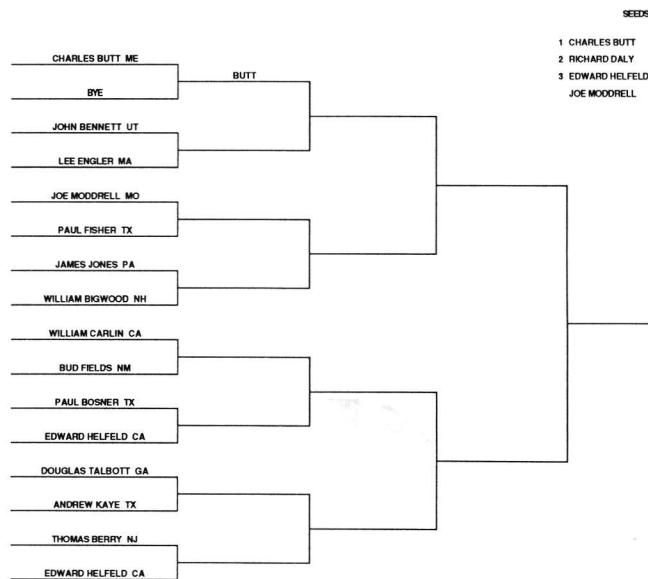 SEEDS
1 CHARLES BUTT
2 RICHARD DALY
3 EDWARD HELFELD
JOE MODDRELL
CHARLES BUTT ME
BUTT
BYE
JOHN BENNETT UT
LEE ENGLER MA
JOE MODDRELL MO
PAUL FISHER TX
JAMES JONES PA
WILLIAM BIGWOOD NH
WILLIAM CARLIN CA
BUD FIELDS NM
PAUL BOSNER TX
EDWARD HELFELD CA
DOUGLAS TALBOTT GA
ANDREW KAYE TX
THOMAS BERRY NJ
EDWARD HELFELD CA